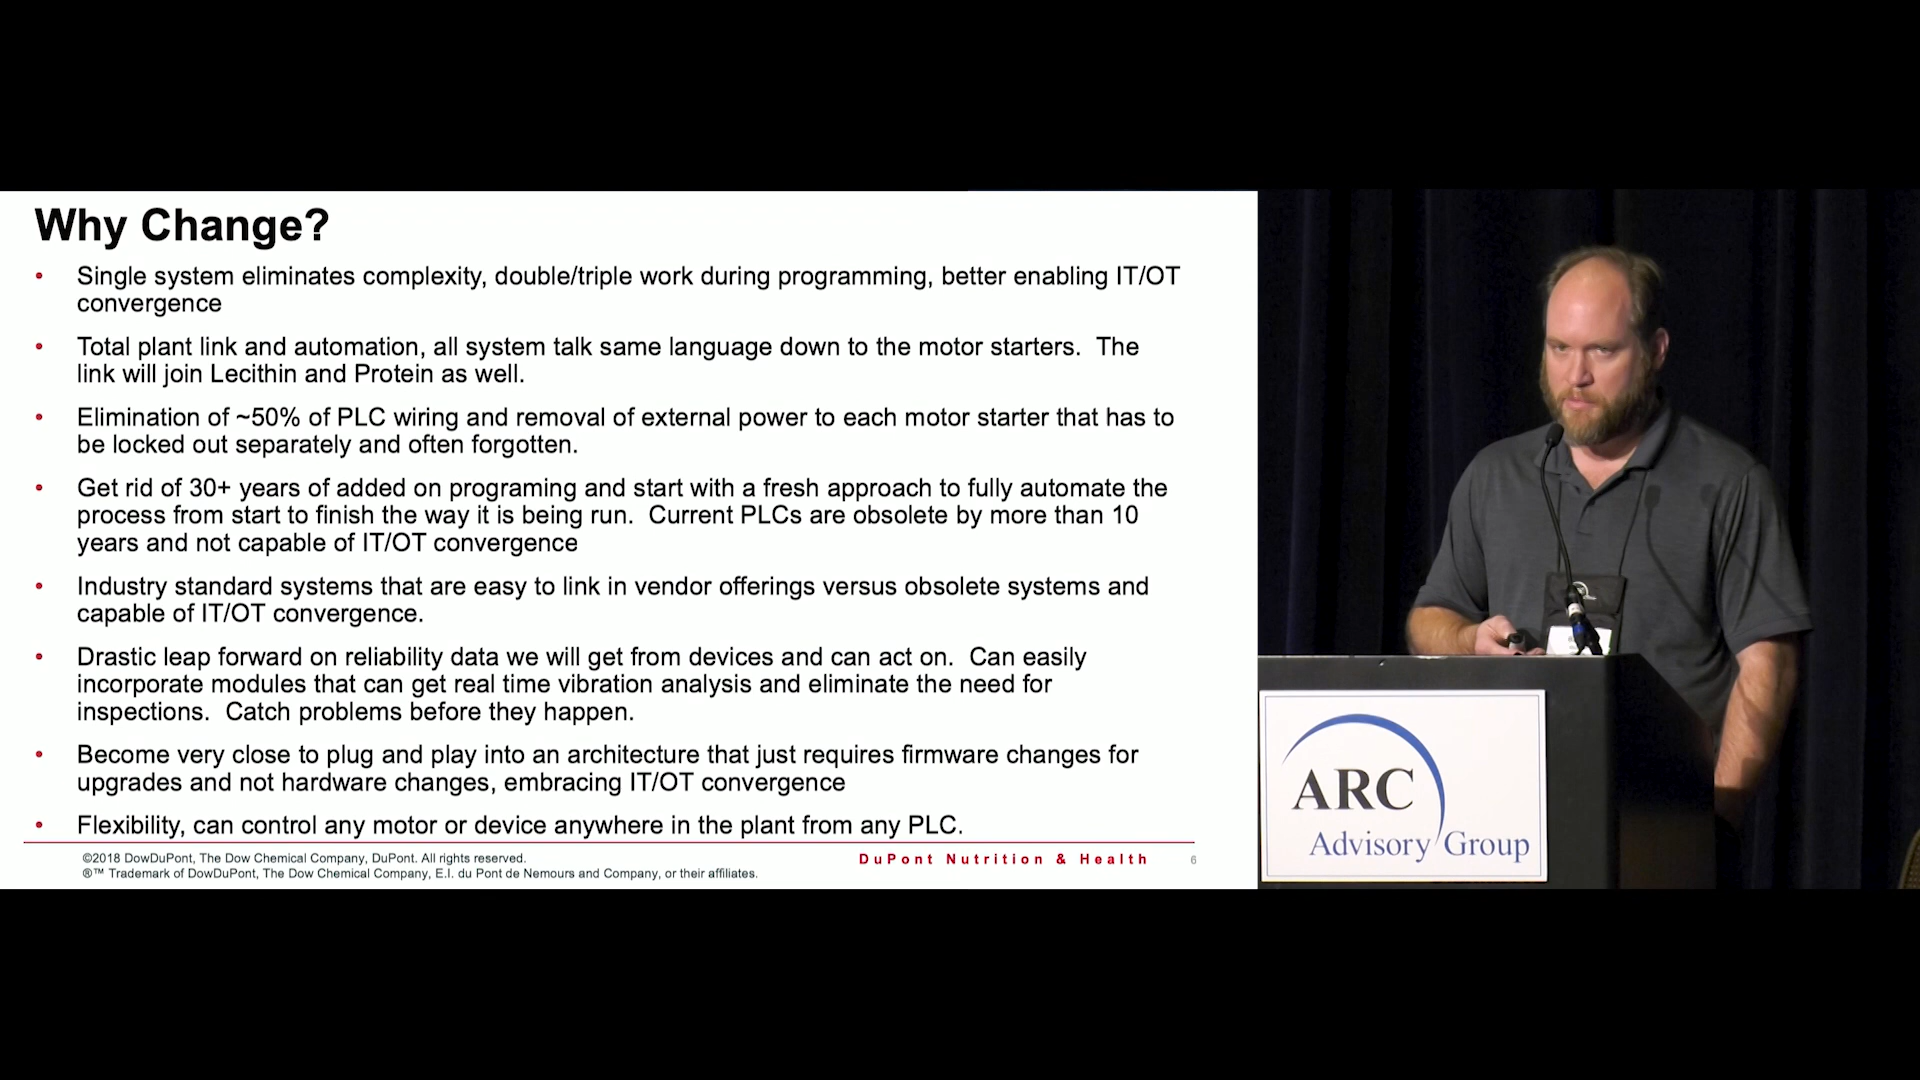 Why Change?
• Single system eliminates complexity, double/triple work during programming, better enabling IT/OT
convergence
• Total plant link and automation, all system talk same language down to the motor starters.  The
link will join Lecithin and Protein as well.
• Elimination of ~50% of PLC wiring and removal of external power to each motor starter that has to
be locked out separately and often forgotten.
• Get rid of 30+ years of added on programing and start with a fresh approach to fully automate the
process from start to finish the way it is being run.  Current PLCs are obsolete by more than 10
years and not capable of IT/OT convergence
• Industry standard systems that are easy to link in vendor offerings versus obsolete systems and
capable of IT/OT convergence.
• Drastic leap forward on reliability data we will get from devices and can act on.  Can easily
incorporate modules that can get real time vibration analysis and eliminate the need for
inspections.  Catch problems before they happen.
• Become very close to plug and play into an architecture that just requires firmware changes for
upgrades and not hardware changes, embracing IT/OT convergence
• Flexibility, can control any motor or device anywhere in the plant from any PLC.
©2018 DowDuPont, The Dow Chemical Company, DuPont. All rights reserved.
®™ Trademark of DowDuPont, The Dow Chemical Company, E.I. du Pont de Nemours and Company, or their affiliates.
DuPont Nutrition & Health
6
ARC
Advisory Group